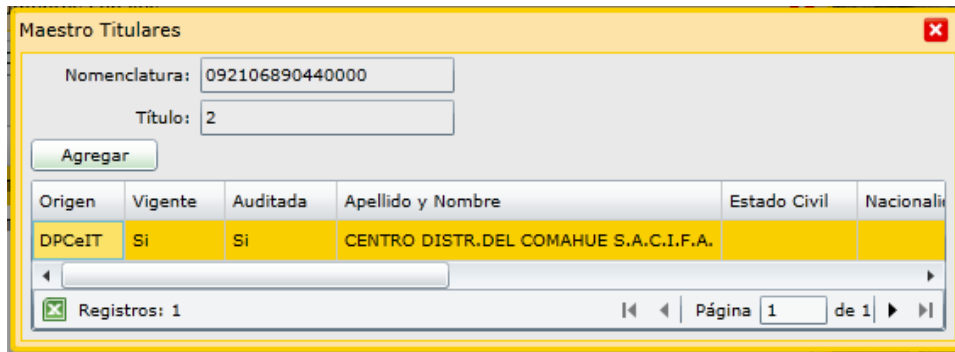 Maestro Titulares
Nomenclatura: 092106890440000
Título: 2
Agregar
Origen Vigente Auditada Apellido y Nombre Estado Civil Nacionali
DPCeIT Si Si CENTRO DISTR.DEL COMAHUE S.A.C.I.F.A.
Registros: 1 Página 1 de 1